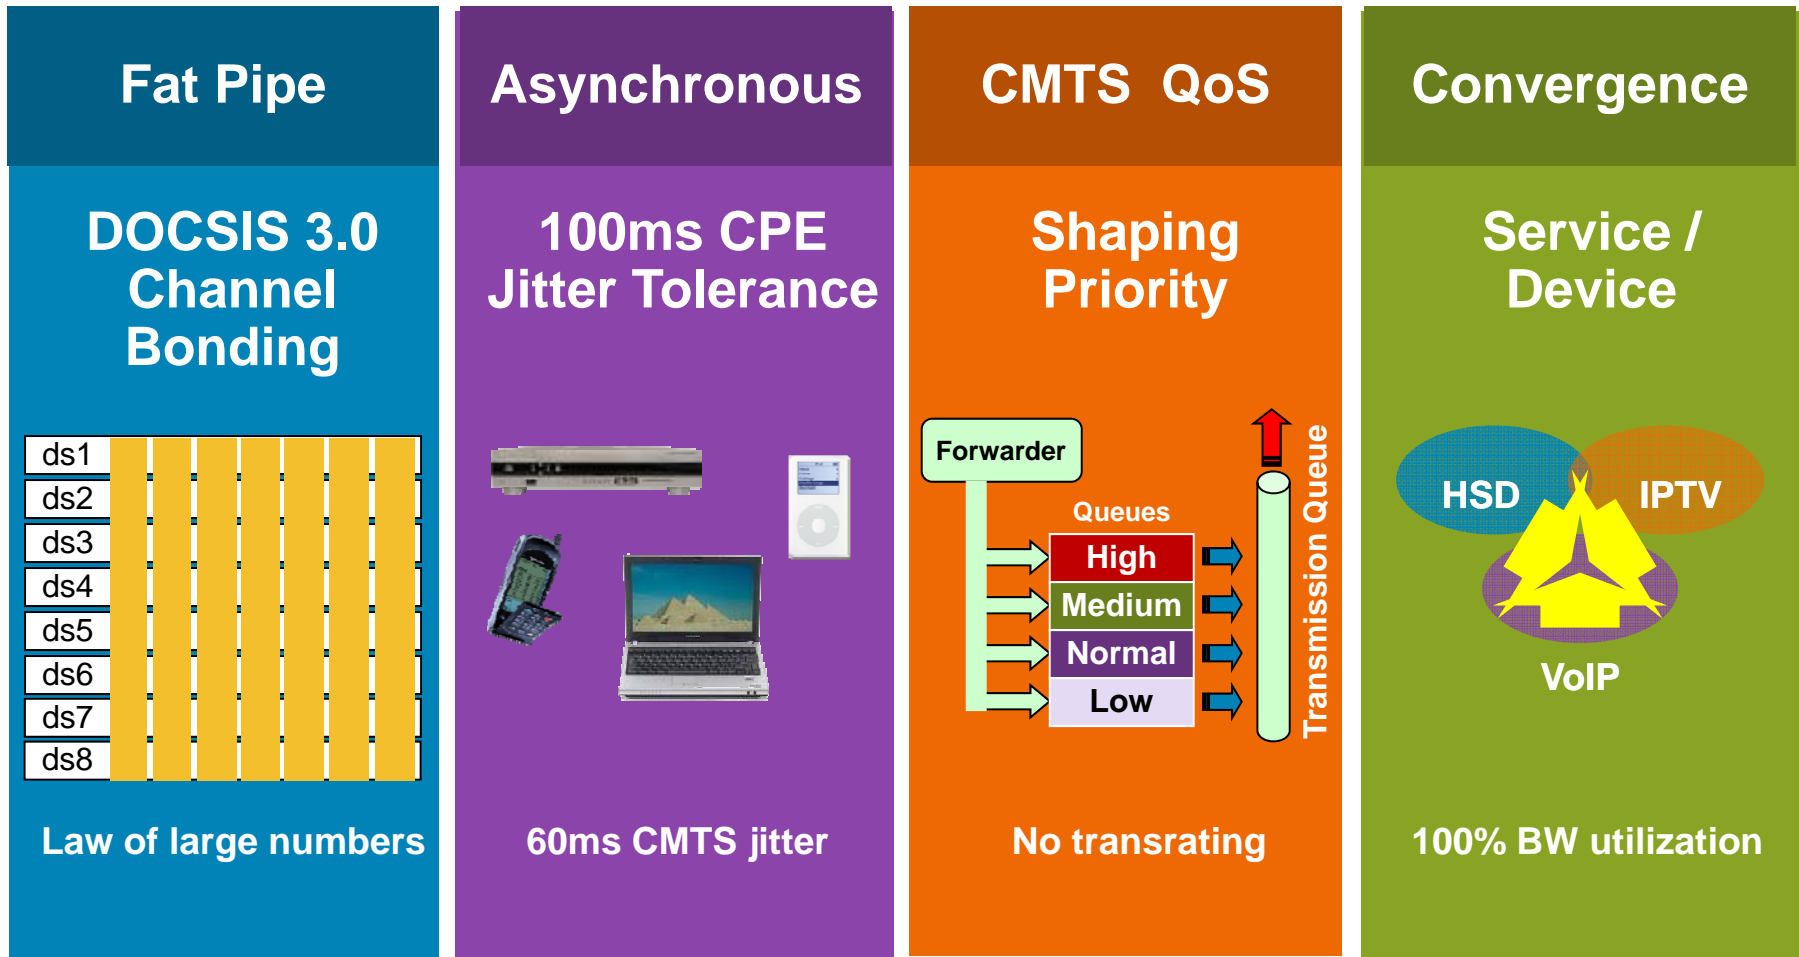 Fat Pipe
DOCSIS 3.0
Channel
Bonding
ds1
ds2
ds3
ds4
ds5
ds6
ds7
ds8
Law of large numbers
Asynchronous
100ms CPE
Jitter Tolerance
60ms CMTS jitter
CMTS QoS
Shaping
Priority
Forwarder
Queues
High
Medium
Normal
Low
Transmission Queue
No transrating
Convergence
Service /
Device
HSD
IPTV
VoIP
100% BW utilization